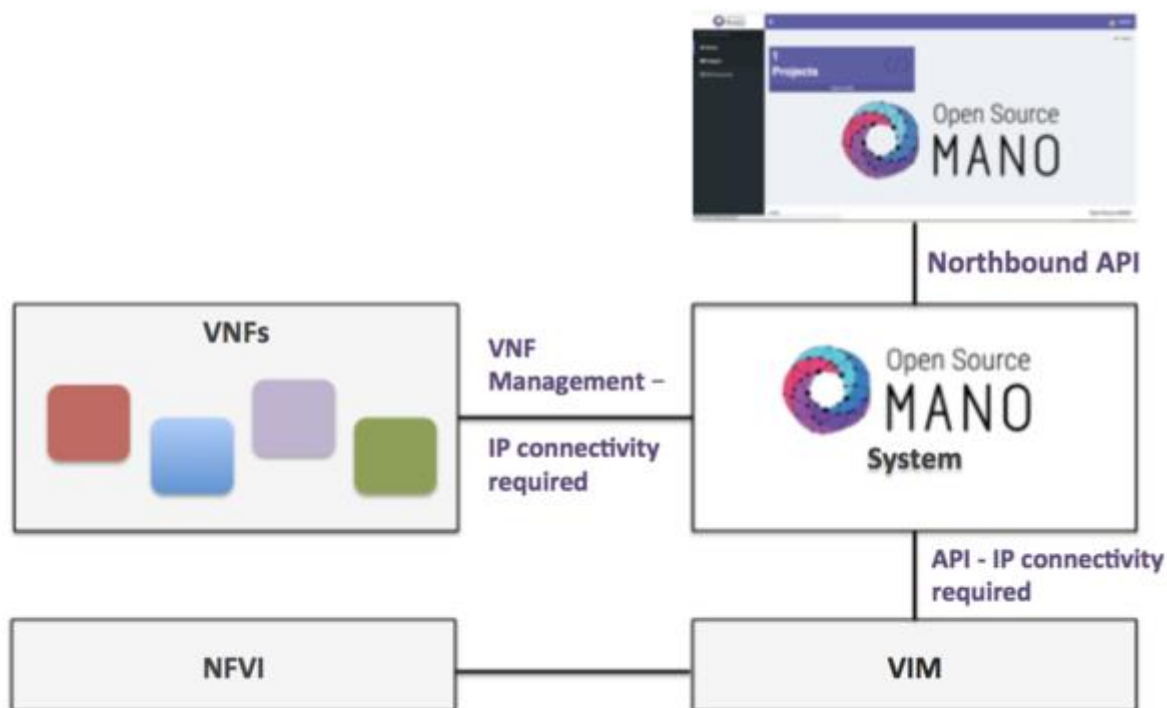 1
Projects
Open Source
MANO
Northbound API
VNFs
VNF
Management –
IP connectivity
required
Open Source
MANO
System
API - IP connectivity
required
NFVI
VIM